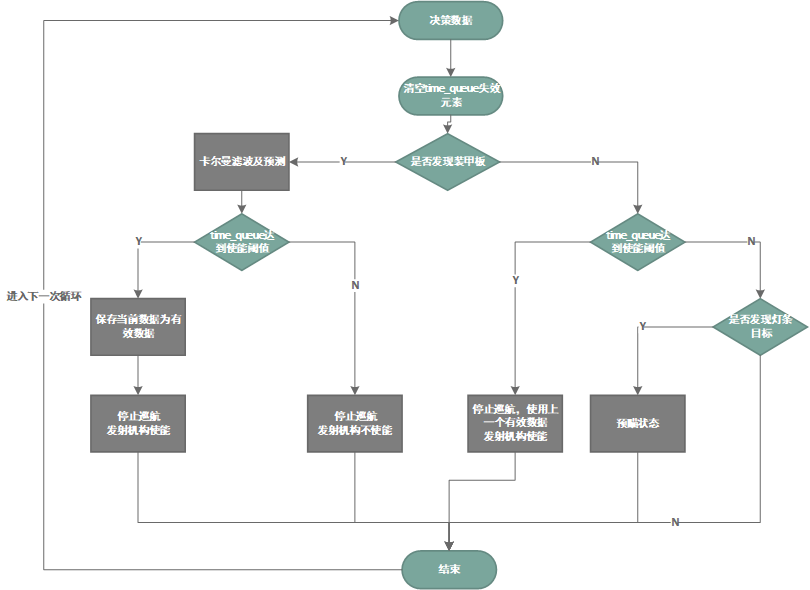 决策数据
清空time_queue失效
元素
是否发现装甲板
Y
N
卡尔曼滤波及预测
time_queue达
到使能阈值
Y
N
time_queue达
到使能阈值
Y
N
进入下一次循环
保存当前数据为有
效数据
是否发现灯条
目标
Y
停止巡航
发射机构使能
停止巡航
发射机构不使能
停止巡航，使用上
一个有效数据
发射机构使能
预瞄状态
N
结束